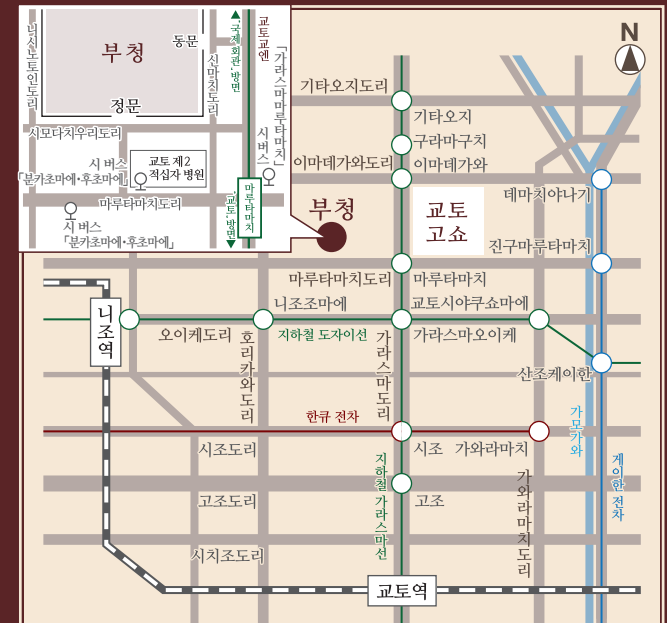 니시노토인도리
부청
동문
정문
신마치도리
▲'국제회관' 방면
교토교엔
「가라스마마루타마치」
시 버스
시모다치우리도리
시 버스
「분카초마에•후초마에」
교토 제2
적십자 병원
마루타마치도리
마루타마치
'교토' 방면▼
시 버스
「분카초마에•후초마에」
N
기타오지도리
기타오지
구라마구치
이마데가와도리
이마데가와
데마치야나기
부청
교토
고쇼
진구마루타마치
마루타마치도리
마루타마치
니조조마에
교토시야쿠쇼마에
니조역
오이케도리
호리카와도리
지하철 도자이선
가라스마도리
가라스마오이케
산조케이한
한큐 전차
가모가와
시조도리
시조
가와라마치
게이한 전차
지하철 가라스마선
가와라마치도리
고조도리
고조
시치조도리
교토역